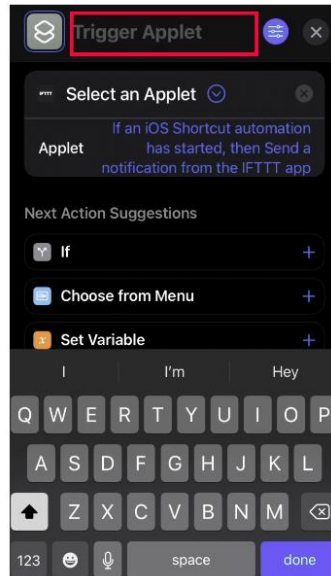 Trigger Applet
IFTTT Select an Applet
Applet If an iOS Shortcut automation
has started, then Send a
notification from the IFTTT app
Next Action Suggestions
If
Choose from Menu
x Set Variable
I I'm Hey
Q W E R T Y U I O P
A S D F G H J K L
Z X C V B N M
123 space done